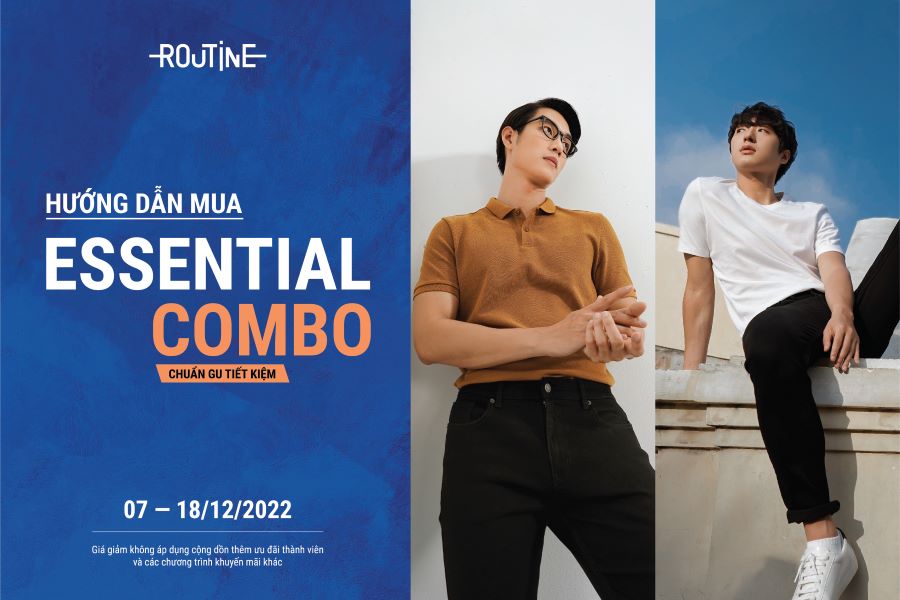 ROUTINE
HƯỚNG DẪN MUA
ESSENTIAL
COMBO
CHUẨN GU TIẾT KIỆM
07 — 18/12/2022
Giá giảm không áp dụng cộng dồn thêm ưu đãi thành viên
và các chương trình khuyến mãi khác